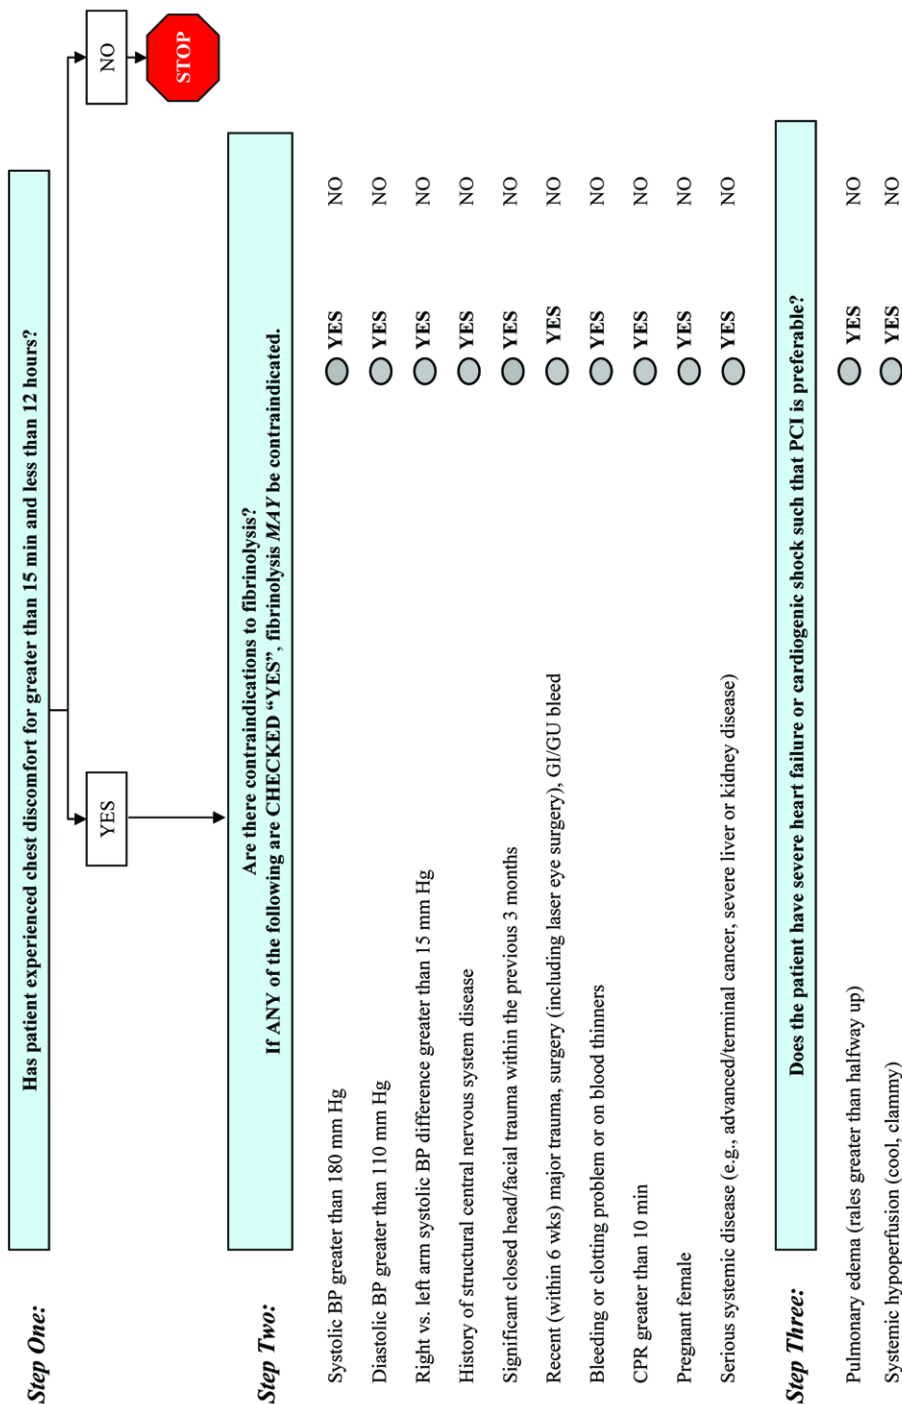 Step One:
Has patient experienced chest discomfort for greater than 15 min and less than 12 hours?
YES
NO
STOP
Step Two:
Are there contraindications to fibrinolysis?
If ANY of the following are CHECKED “YES”, fibrinolysis MAY be contraindicated.
Systolic BP greater than 180 mm Hg YES NO
Diastolic BP greater than 110 mm Hg YES NO
Right vs. left arm systolic BP difference greater than 15 mm Hg YES NO
History of structural central nervous system disease YES NO
Significant closed head/facial trauma within the previous 3 months YES NO
Recent (within 6 wks) major trauma, surgery (including laser eye surgery), GI/GU bleed YES NO
Bleeding or clotting problem or on blood thinners YES NO
CPR greater than 10 min YES NO
Pregnant female YES NO
Serious systemic disease (e.g., advanced/terminal cancer, severe liver or kidney disease) YES NO
Step Three:
Does the patient have severe heart failure or cardiogenic shock such that PCI is preferable?
Pulmonary edema (rales greater than halfway up) YES NO
Systemic hypoperfusion (cool, clammy) YES NO